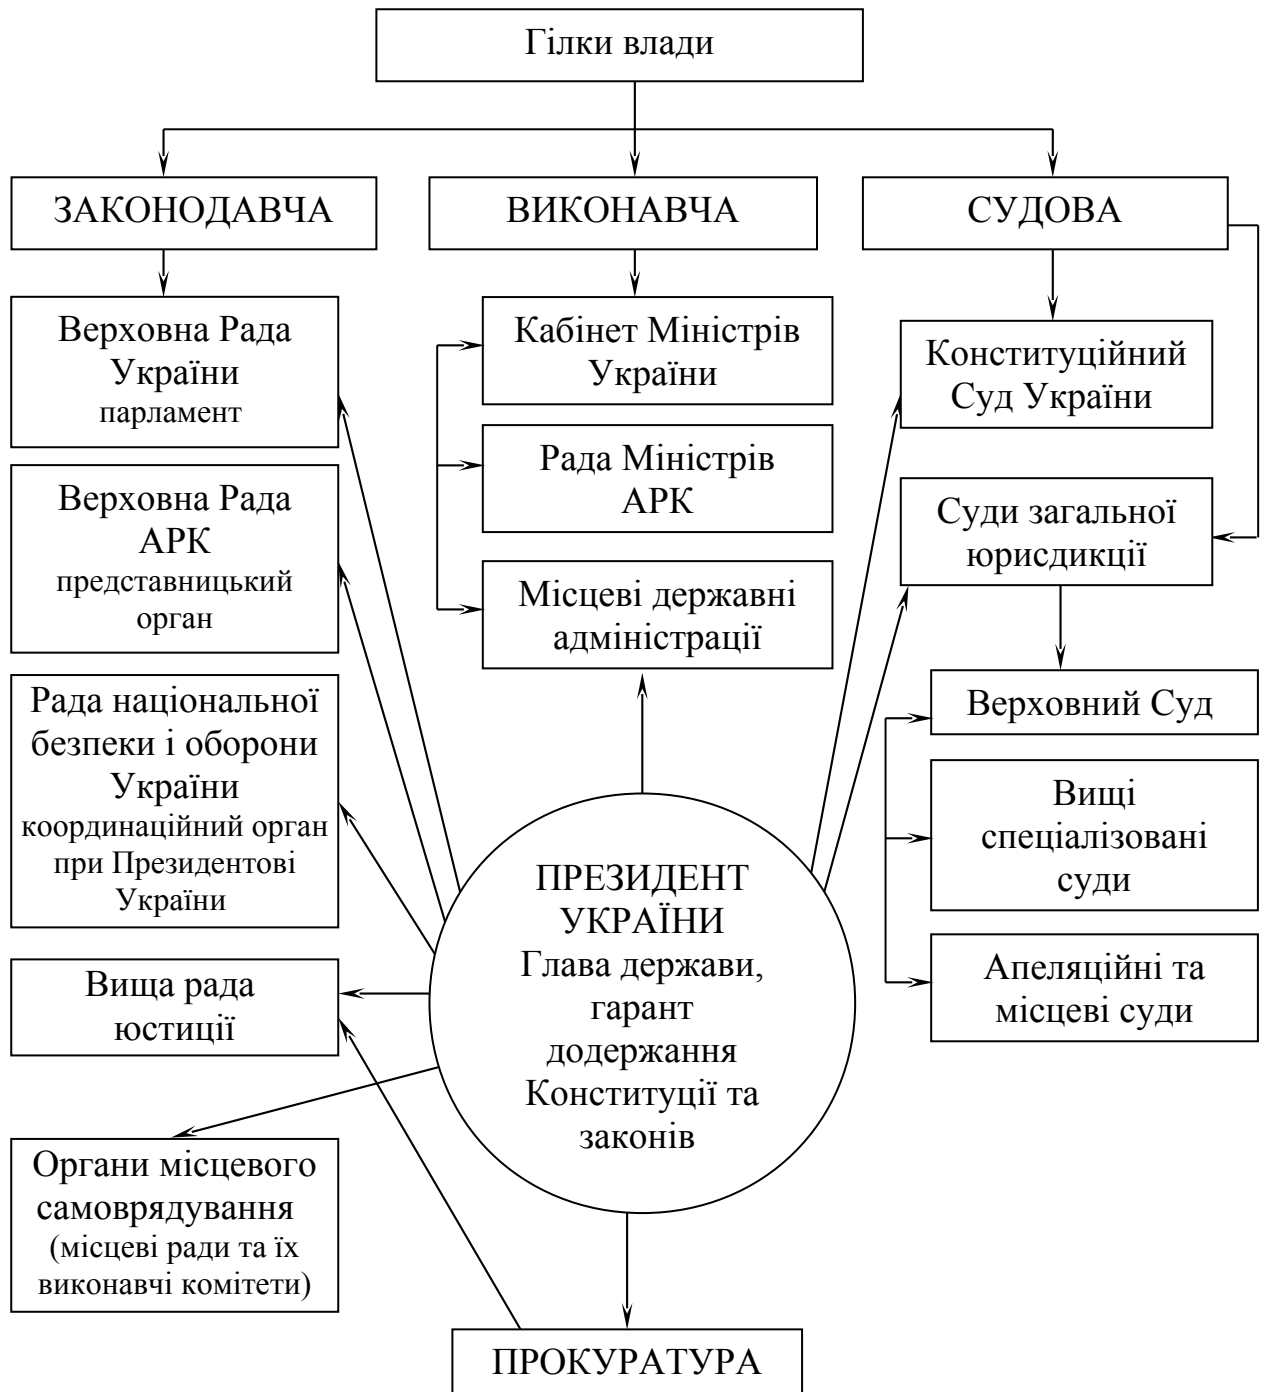 Гілки влади
ЗАКОНОДАВЧА
ВИКОНАВЧА
СУДОВА
Верховна Рада
України
парламент
Верховна Рада
АРК
представницький
орган
Рада національної
безпеки і оборони
України
координаційний орган
при Президентові
України
Вища рада
юстиції
Органи місцевого
самоврядування
(місцеві ради та їх
виконавчі комітети)
Кабінет Міністрів
України
Рада Міністрів
АРК
Місцеві державні
адміністрації
ПРЕЗИДЕНТ
УКРАЇНИ
Глава держави,
гарант
додержання
Конституції та
законів
ПРОКУРАТУРА
Конституційний
Суд України
Суди загальної
юрисдикції
Верховний Суд
Вищі
спеціалізовані
суди
Апеляційні та
місцеві суди